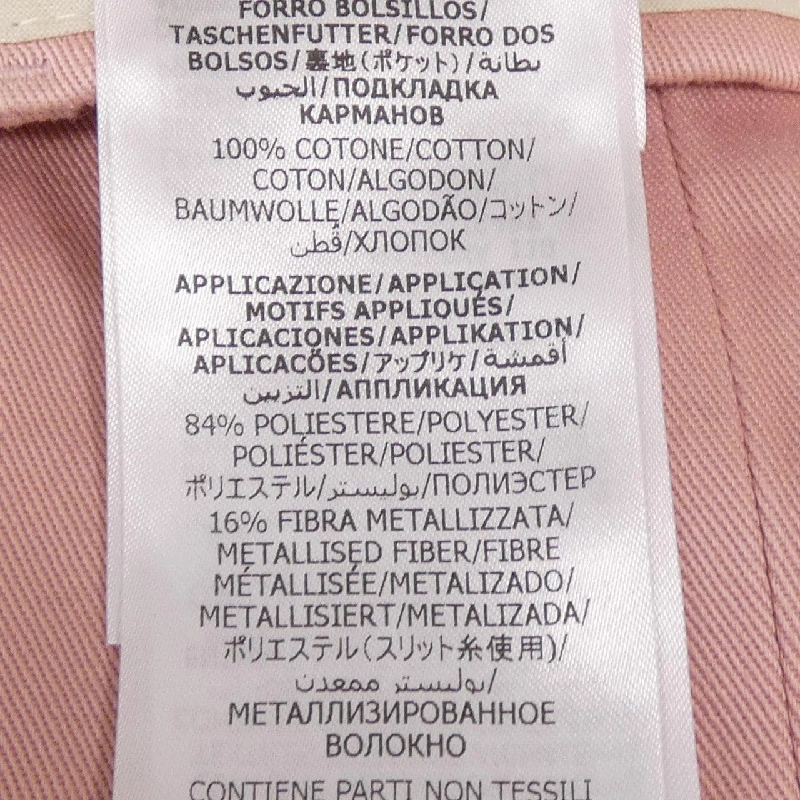 FORRO BOLSILLOS/
TASCHENFUTTER/FORRO DOS
BOLSOS/裏地(ポケット)/بطانة
الجيوب/ПОДКЛАДКА
КАРМАНОВ
100% COTONE/COTTON/
COTON/ALGODON/
BAUMWOLLE/ALGODÃO/コットン/
قطن/ХЛОПОК
APPLICAZIONE/APPLICATION/
MOTIFS APPLIQUÉS/
APLICACIONES/APPLIKATION/
APLICACÕES/アップリケ/أقمشة
التزيين/АППЛИКАЦИЯ
84% POLIESTERE/POLYESTER/
POLIÉSTER/POLIESTER/
ポリエステル/بوليستر/ПОЛИЭСТЕР
16% FIBRA METALLIZZATA/
METALLISED FIBER/FIBRE
MÉTALLISÉE/METALIZADO/
METALLISIERT/METALIZADA/
ポリエステル(スリット糸使用)/
بوليستر ممعدن/
МЕТАЛЛИЗИРОВАННОЕ
ВОЛОКНО
CONTIENE PARTI NON TESSILI